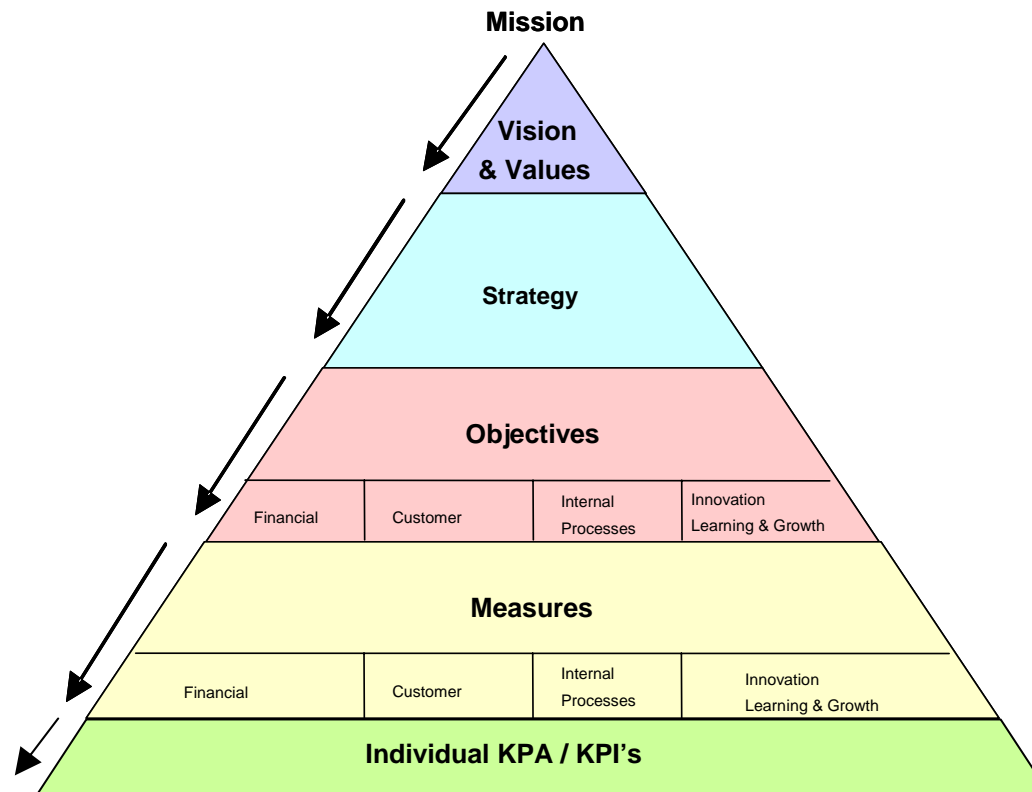 Mission
Vision
& Values
Strategy
Objectives
Financial
Customer
Internal
Processes
Innovation
Learning & Growth
Measures
Financial
Customer
Internal
Processes
Innovation
Learning & Growth
Individual KPA / KPI's